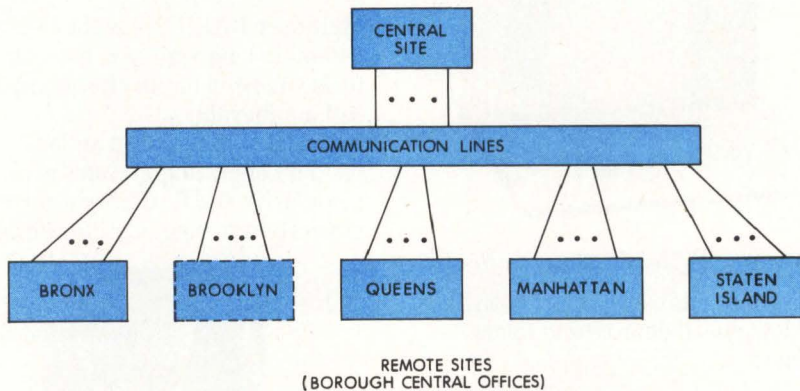 CENTRAL
SITE
• • •
COMMUNICATION LINES
• • •
• • • •
• • •
• • •
• • •
BRONX
BROOKLYN
QUEENS
MANHATTAN
STATEN
ISLAND
REMOTE SITES
(BOROUGH CENTRAL OFFICES)